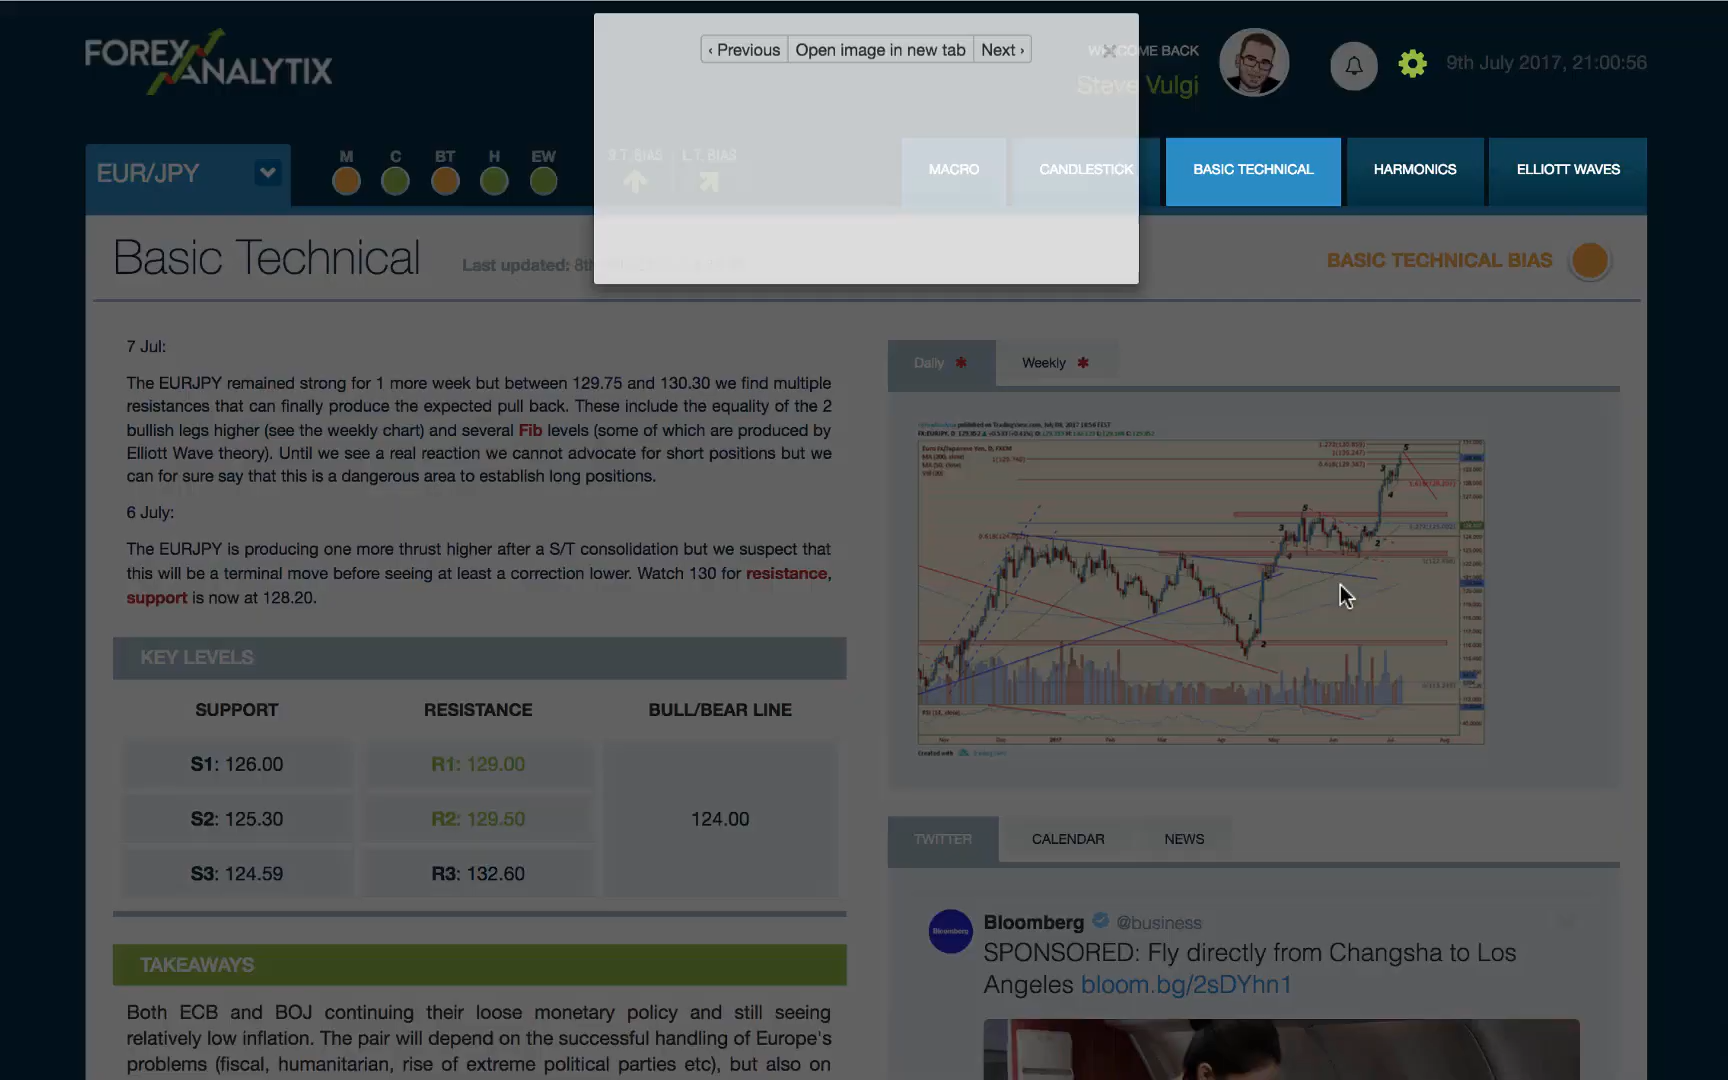 FOREX ANALYTIX
‹ Previous
Open image in new tab
Next ›
WELCOME BACK
Steve Vulgi
9th July 2017, 21:00:56
EUR/JPY
M C BT H EW
S.T. BIAS L.T. BIAS
MACRO
CANDLESTICK
BASIC TECHNICAL
HARMONICS
ELLIOTT WAVES
Basic Technical
Last updated: 8th
BASIC TECHNICAL BIAS
7 Jul:
The EURJPY remained strong for 1 more week but between 129.75 and 130.30 we find multiple
resistances that can finally produce the expected pull back. These include the equality of the 2
bullish legs higher (see the weekly chart) and several Fib levels (some of which are produced by
Elliott Wave theory). Until we see a real reaction we cannot advocate for short positions but we
can for sure say that this is a dangerous area to establish long positions.
6 July:
The EURJPY is producing one more thrust higher after a S/T consolidation but we suspect that
this will be a terminal move before seeing at least a correction lower. Watch 130 for resistance,
support is now at 128.20.
KEY LEVELS
SUPPORT RESISTANCE BULL/BEAR LINE
S1: 126.00 R1: 129.00
S2: 125.30 R2: 129.50 124.00
S3: 124.59 R3: 132.60
TAKEAWAYS
Both ECB and BOJ continuing their loose monetary policy and still seeing
relatively low inflation. The pair will depend on the successful handling of Europe's
problems (fiscal, humanitarian, rise of extreme political parties etc), but also on
Daily *
Weekly *
TWITTER
CALENDAR
NEWS
Bloomberg
Bloomberg @business
SPONSORED: Fly directly from Changsha to Los
Angeles bloom.bg/2sDYhn1